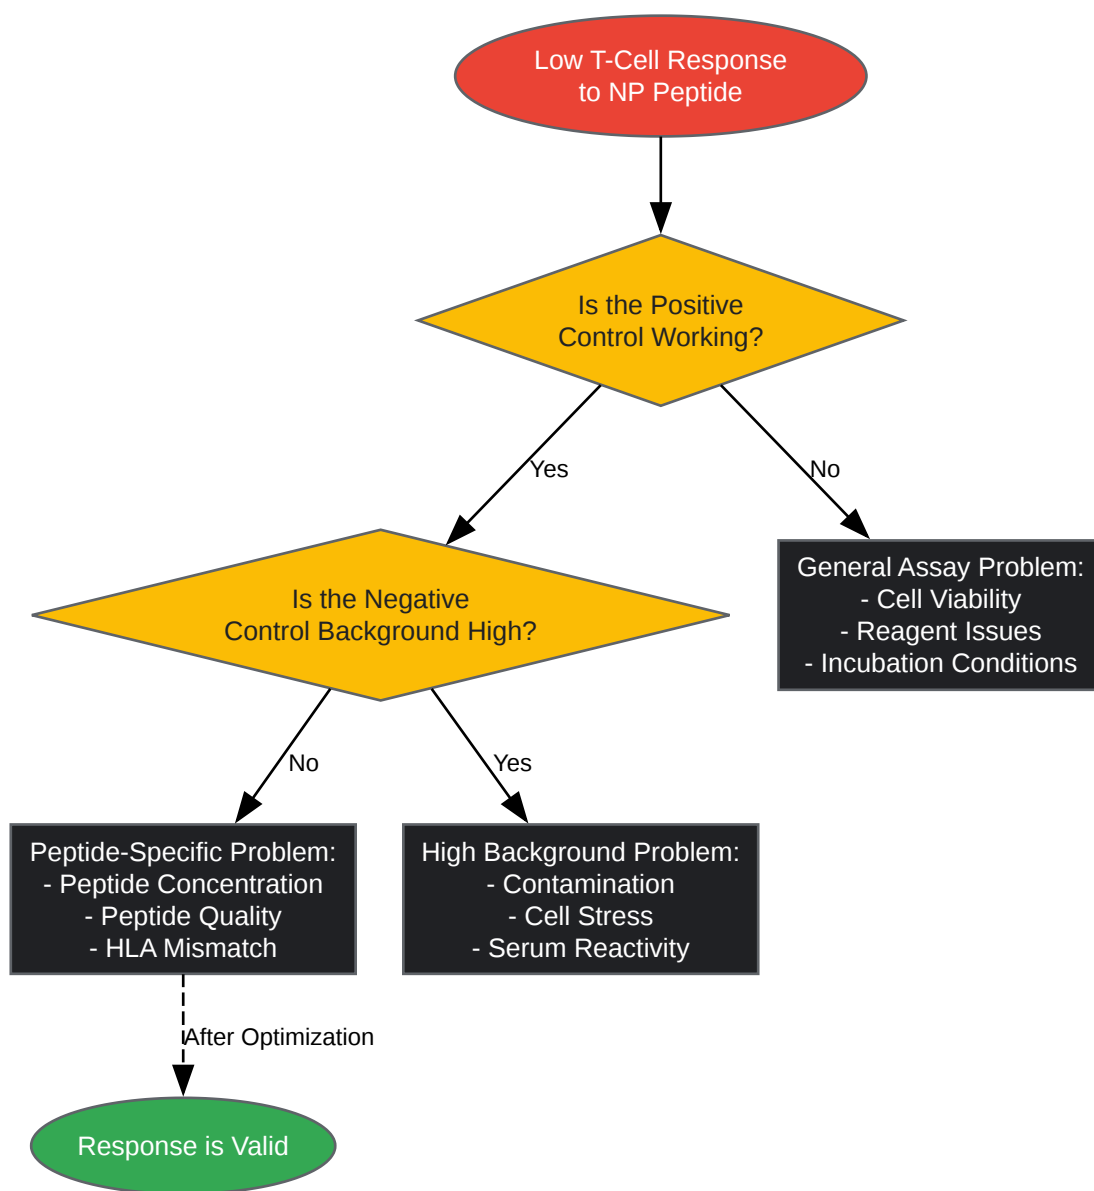 Low T-Cell Response
to NP Peptide
Is the Positive
Control Working?
Yes
No
Is the Negative
Control Background High?
General Assay Problem:
- Cell Viability
- Reagent Issues
- Incubation Conditions
No
Yes
Peptide-Specific Problem:
- Peptide Concentration
- Peptide Quality
- HLA Mismatch
High Background Problem:
- Contamination
- Cell Stress
- Serum Reactivity
After Optimization
Response is Valid